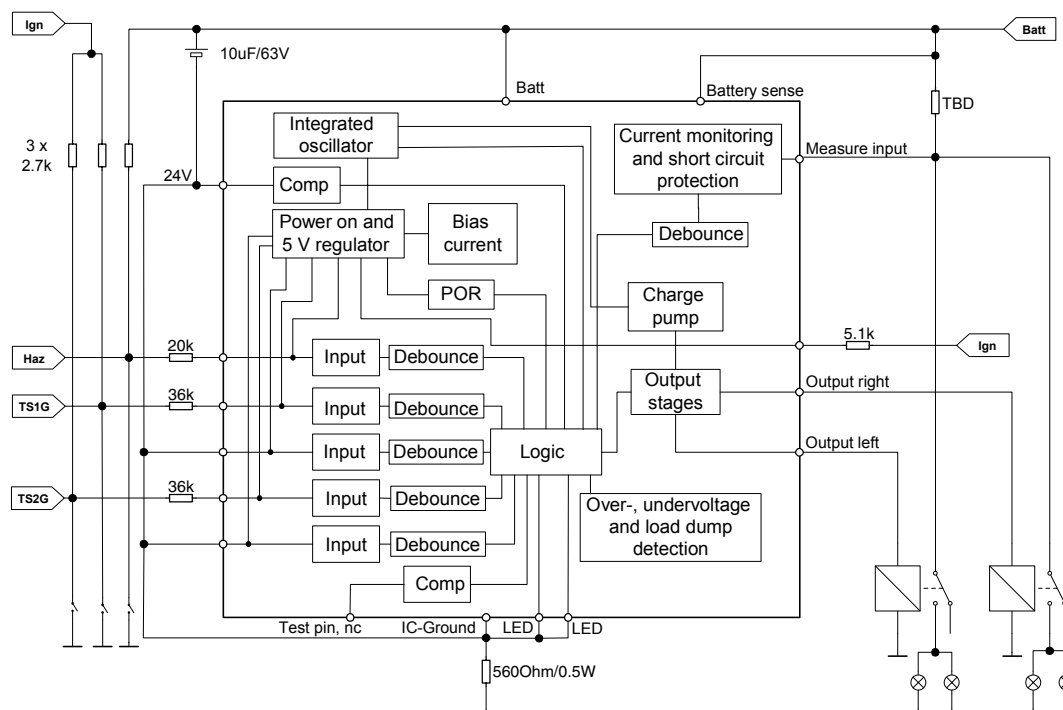 Ign
Batt
10uF/63V
Batt
Battery sense
TBD
3 x
2.7k
Integrated
oscillator
Current monitoring
and short circuit
protection
Measure input
24V
Comp
Power on and
5 V regulator
Bias
current
Debounce
POR
Charge
pump
5.1k
Ign
Haz
20k
Input
Debounce
Output
stages
Output right
TS1G
36k
Input
Debounce
Input
Debounce
Logic
Output left
TS2G
36k
Input
Debounce
Over-, undervoltage
and load dump
detection
Input
Debounce
Comp
Test pin, nc
IC-Ground
LED
LED
560Ohm/0.5W